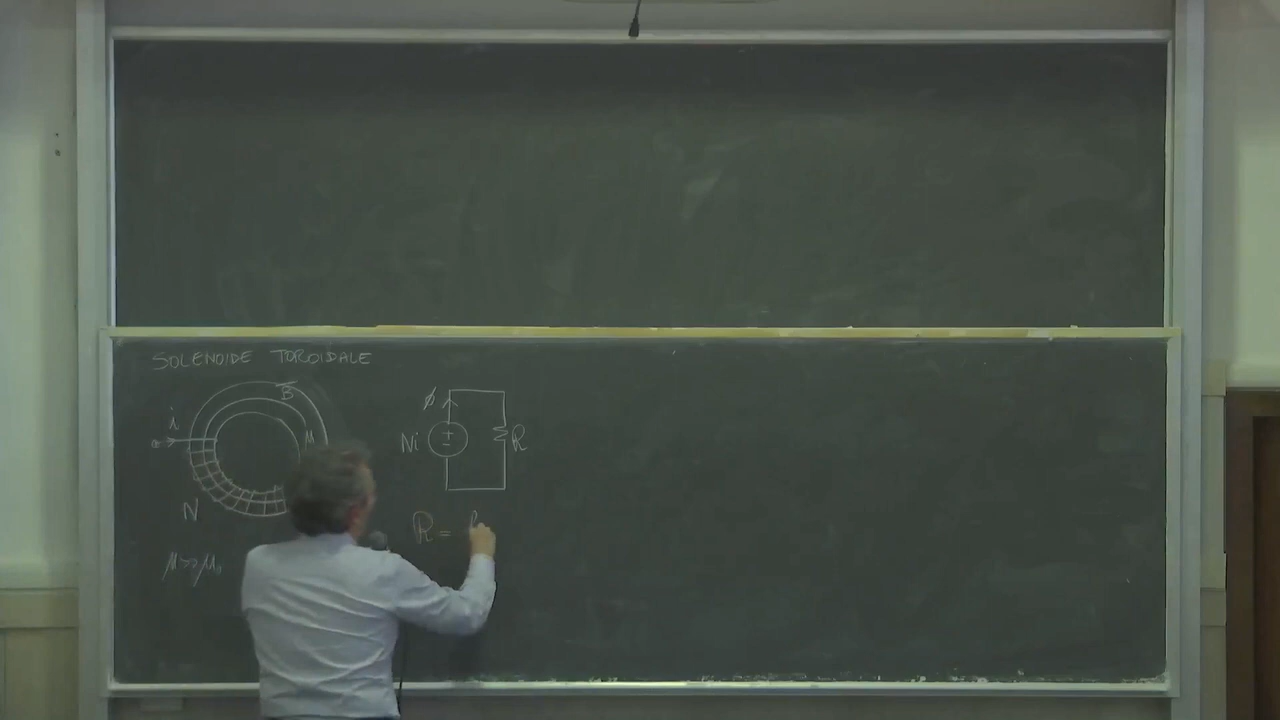 SOLENOIDE TOROIDALE
B
i
μ
N
μ>>μ₀
ϕ
Ni
+
-
R
R =